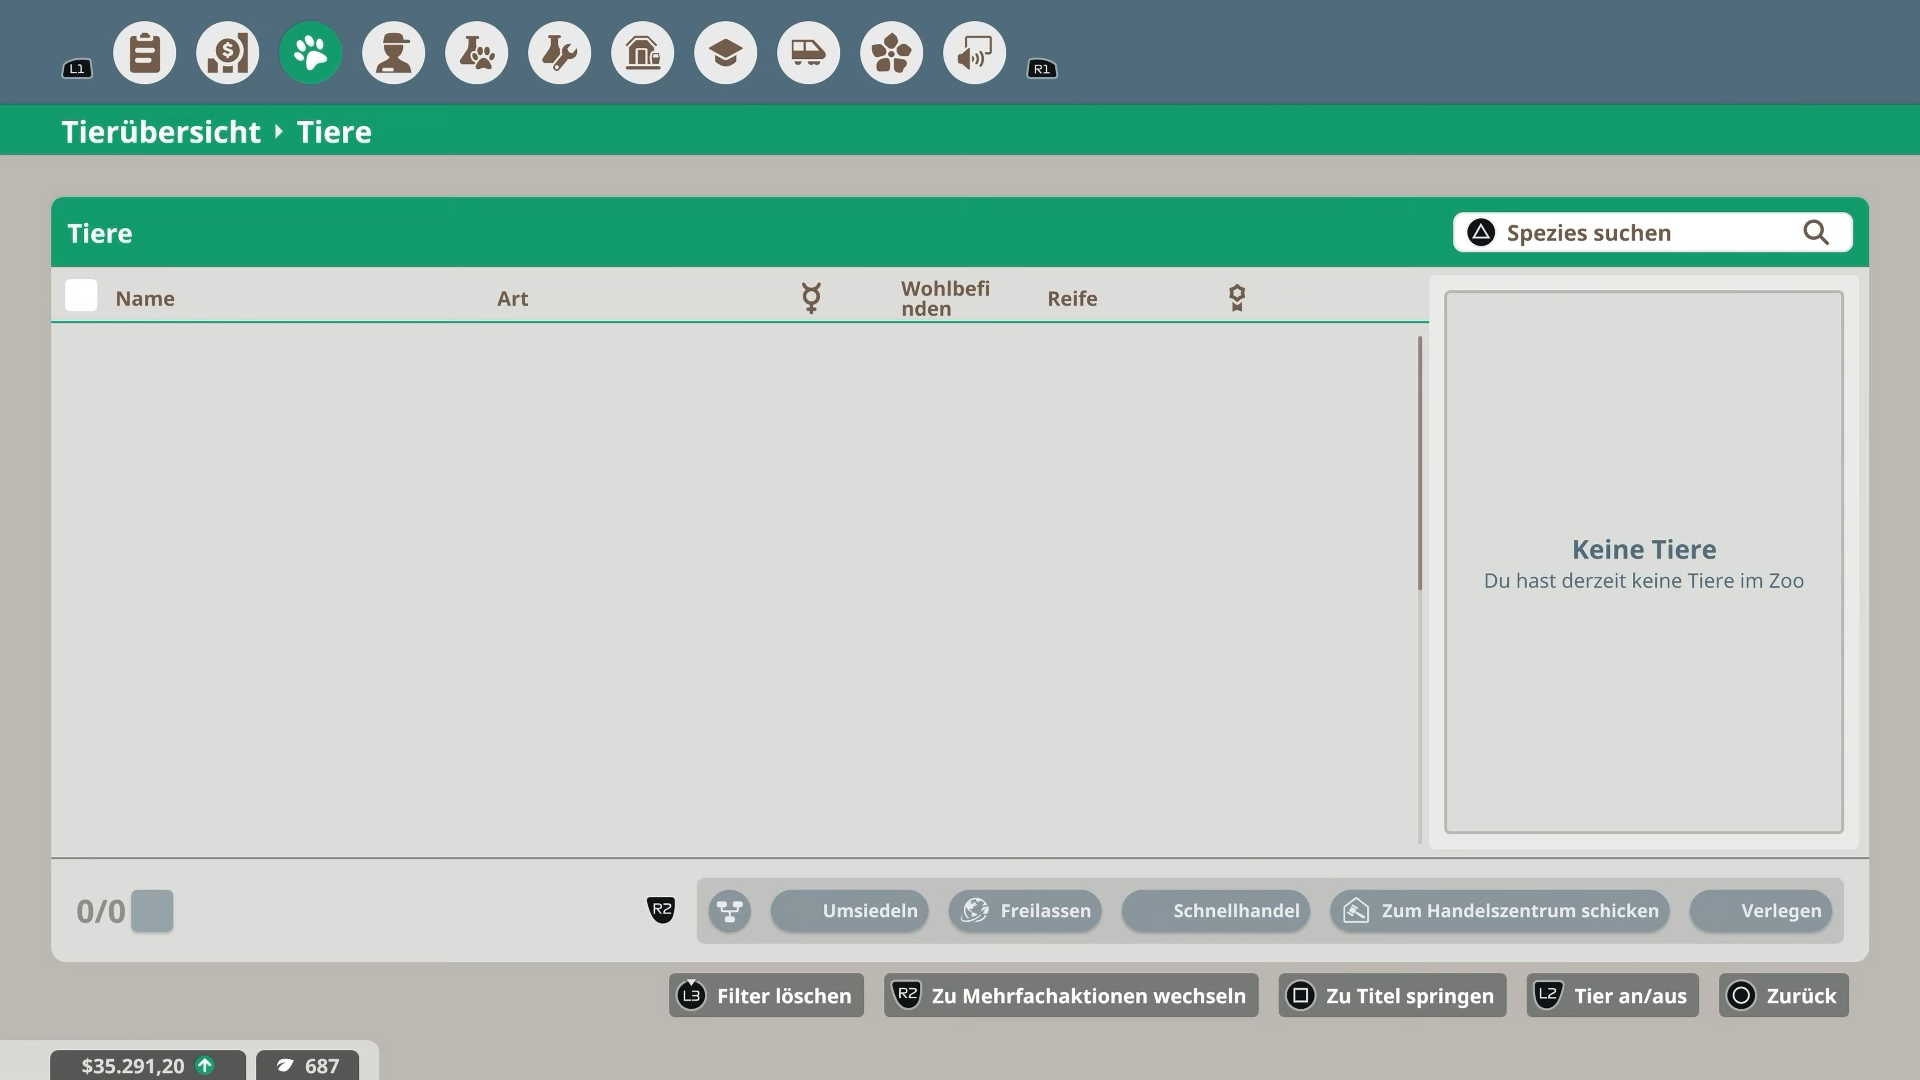 L1
R1
Tierübersicht Tiere
Tiere
Spezies suchen
Name Art Wohlbefi
nden Reife
Keine Tiere
Du hast derzeit keine Tiere im Zoo
0/0
R2 Umsiedeln Freilassen Schnellhandel Zum Handelszentrum schicken Verlegen
L3 Filter löschen R2 Zu Mehrfachaktionen wechseln Zu Titel springen L2 Tier an/aus Zurück
$35.291,20 687